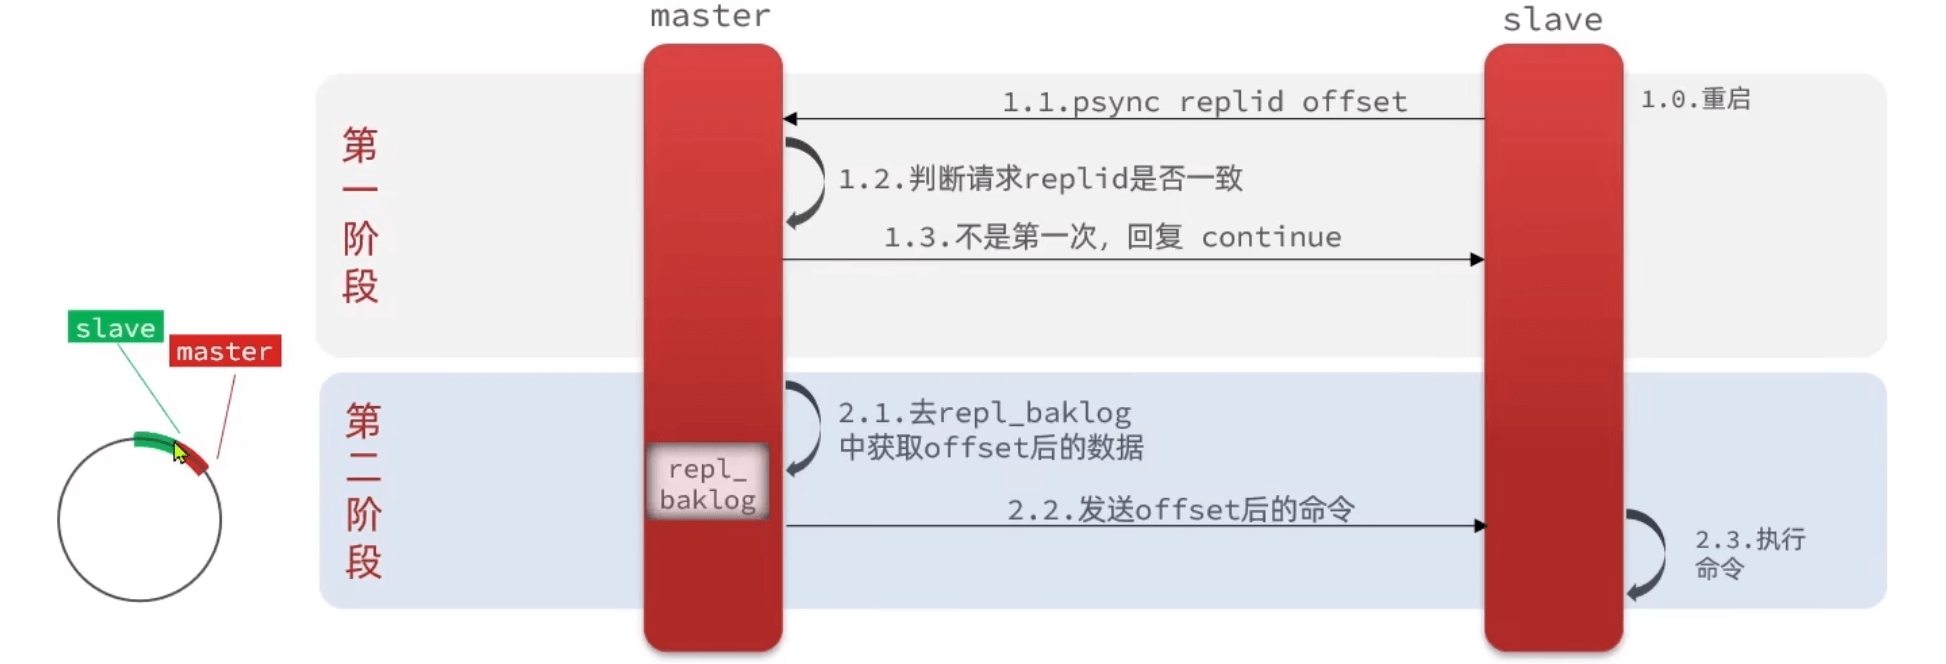 master
slave
1.0.重启
1.1.psync replid offset
第一阶段
1.2.判断请求replid是否一致
1.3.不是第一次，回复 continue
slave
master
第二阶段
2.1.去repl_baklog
中获取offset后的数据
repl_
baklog
2.2.发送offset后的命令
2.3.执行
命令